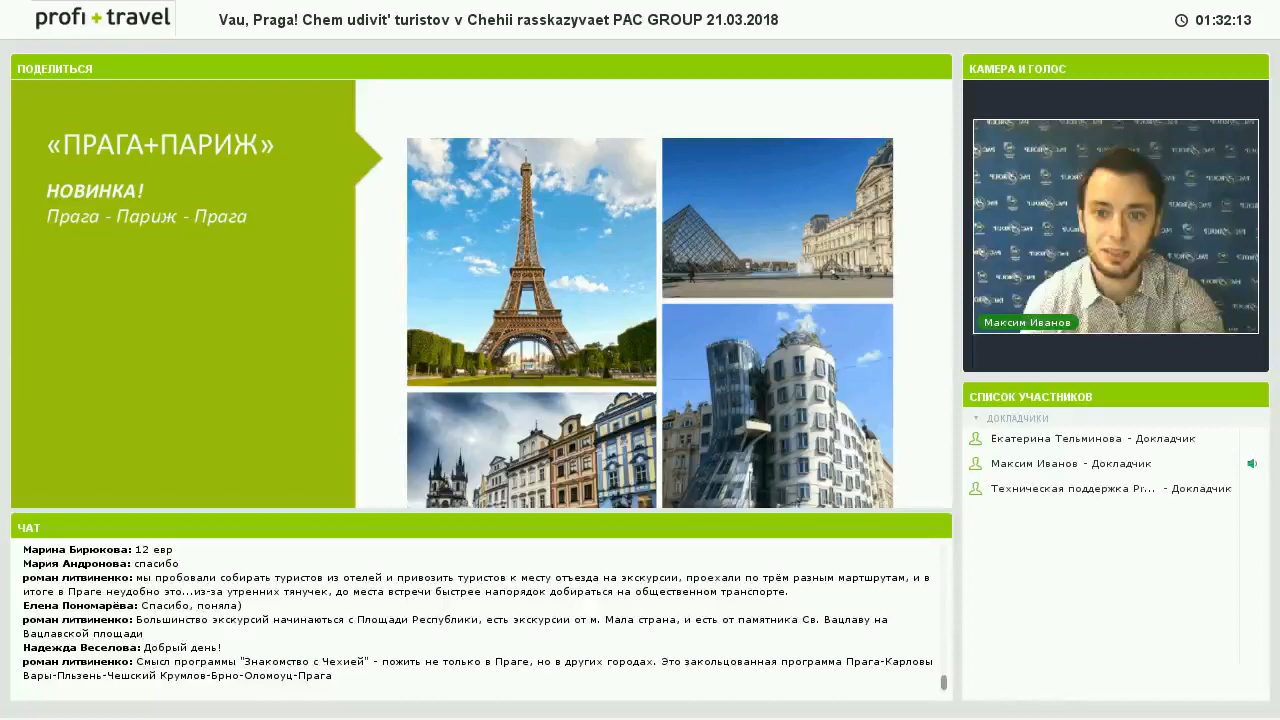 profi + travel
Vau, Praga! Chem udivit' turistov v Chehii rasskazyvaet PAC GROUP 21.03.2018
01:32:13
ПОДЕЛИТЬСЯ
«ПРАГА+ПАРИЖ»
НОВИНКА!
Прага - Париж - Прага
КАМЕРА И ГОЛОС
Максим Иванов
СПИСОК УЧАСТНИКОВ
ДОКЛАДЧИКИ
Екатерина Тельминова - Докладчик
Максим Иванов - Докладчик
Техническая поддержка Pr... - Докладчик
ЧАТ
Марина Бирюкова: 12 евр
Мария Андронова: спасибо
роман литвиненко: мы пробовали собирать туристов из отелей и привозить туристов к месту отъезда на экскурсии, проехали по трём разным мартшрутам, и в
итоге в Праге неудобно это...из-за утренних тянучек, до места встречи быстрее напорядок добираться на общественном транспорте.
Елена Пономарёва: Спасибо, поняла)
роман литвиненко: Большинство экскурсий начинаються с Площади Республики, есть экскурсии от м. Мала страна, и есть от памятника Св. Вацлаву на
Вацлавской площади
Надежда Веселова: Добрый день!
роман литвиненко: Смысл программы "Знакомство с Чехией" - пожить не только в Праге, но в других городах. Это закольцованная программа Прага-Карловы
Вары-Пльзень-Чешский Крумлов-Брно-Оломоуц-Прага